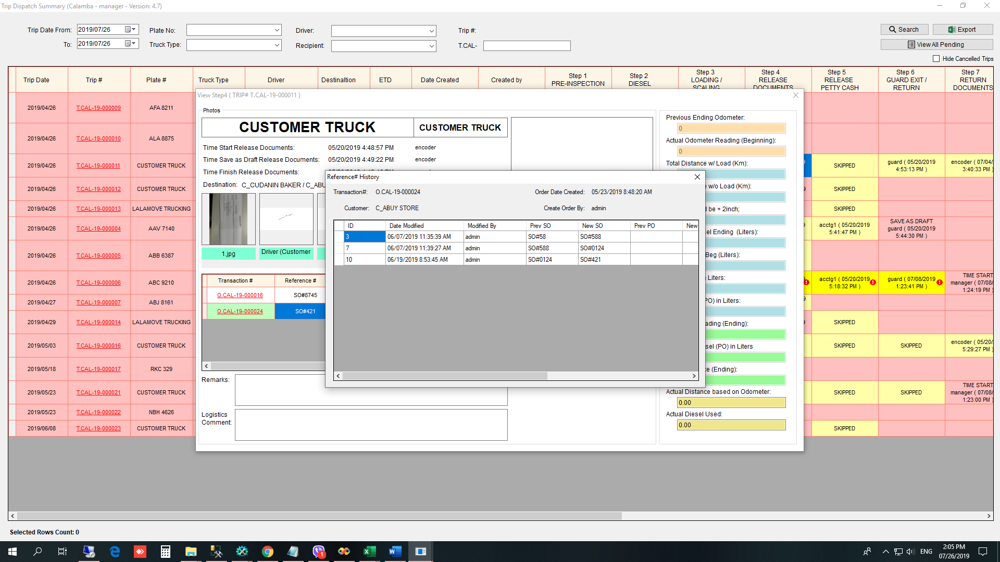 Trip Dispatch Summary (Calamba - manager - Version: 4.7)
Trip Date From: 2019/07/26 Plate No: Driver: Trip #: Search Export
To: 2019/07/26 Truck Type: Recipient: T.CAL- View All Pending
Hide Cancelled Trips
Trip Date Trip # Plate # Truck Type Driver Destinaltion ETD Date Created Created by Step 1 PRE-INSPECTION Step 2 DIESEL Step 3 LOADING / SCALING Step 4 RELEASE DOCUMENTS Step 5 RELEASE PETTY CASH Step 6 GUARD EXIT / RETURN Step 7 RETURN DOCUMENTS
2019/04/26 T.CAL-19-000009 AFA 8211
2019/04/26 T.CAL-19-000010 ALA 8875
2019/04/26 T.CAL-19-000011 CUSTOMER TRUCK SKIPPED guard ( 05/20/2019 4:53:13 PM ) encoder ( 07/04/ 3:40:33 PM )
2019/04/26 T.CAL-19-000012 CUSTOMER TRUCK SKIPPED
2019/04/26 T.CAL-19-000013 LALAMOVE TRUCKING SKIPPED
2019/04/26 T.CAL-19-000004 AAV 7140 acctg1 ( 05/20/2019 5:41:47 PM ) SAVE AS DRAFT guard ( 05/20/2019 5:44:30 PM )
2019/04/26 T.CAL-19-000005 ABB 6387
2019/04/26 T.CAL-19-000006 ABC 9210 acctg1 ( 05/20/2019 5:18:32 PM ) guard ( 07/08/2019 1:23:41 PM ) TIME START manager ( 07/08/ 1:24:19 PM )
2019/04/27 T.CAL-19-000007 ABJ 8161
2019/04/29 T.CAL-19-000014 LALAMOVE TRUCKING SKIPPED
2019/05/03 T.CAL-19-000016 CUSTOMER TRUCK SKIPPED SKIPPED encoder ( 05/20/ 5:29:27 PM )
2019/05/18 T.CAL-19-000017 RKC 329
2019/05/23 T.CAL-19-000021 CUSTOMER TRUCK SKIPPED SKIPPED TIME START manager ( 07/08/ 1:23:00 PM )
2019/05/23 T.CAL-19-000022 NBH 4626
2019/06/08 T.CAL-19-000023 CUSTOMER TRUCK SKIPPED
View Step4 ( TRIP# T.CAL-19-000011 )
Photos
CUSTOMER TRUCK CUSTOMER TRUCK
Time Start Release Documents: 05/20/2019 4:48:57 PM encoder
Time Save as Draft Release Documents: 05/20/2019 4:49:22 PM encoder
Time Finish Release Documents:
Destination: C_CUDANIN BAKER / C_ABU
1.jpg Driver (Customer
Transaction # Reference #
O.CAL-19-000016 SO#8745
O.CAL-19-000024 SO#421
Remarks:
Logistics
Comment:
Previous Ending Odometer:
0
Actual Odometer Reading (Beginning):
0
Total Distance w/ Load (Km):
e w/o Load (Km):
d be + 2inch;
sel Ending (Liters):
Beg (Liters):
Liters:
PO) in Liters:
ading (Ending):
sel (PO) in Liters
ce (Ending):
Actual Distance based on Odometer:
0.00
Actual Diesel Used:
0.00
Reference# History
Transaction#: O.CAL-19-000024 Order Date Created: 05/23/2019 8:48:20 AM
Customer: C_ABUY STORE Create Order By: admin
ID Date Modified Modified By Prev SO New SO Prev PO New
3 06/07/2019 11:35:39 AM admin SO#58 SO#588
7 06/07/2019 11:39:27 AM admin SO#588 SO#0124
10 06/19/2019 8:53:45 AM admin SO#0124 SO#421
Selected Rows Count: 0
1
ENG
2:05 PM
07/26/2019